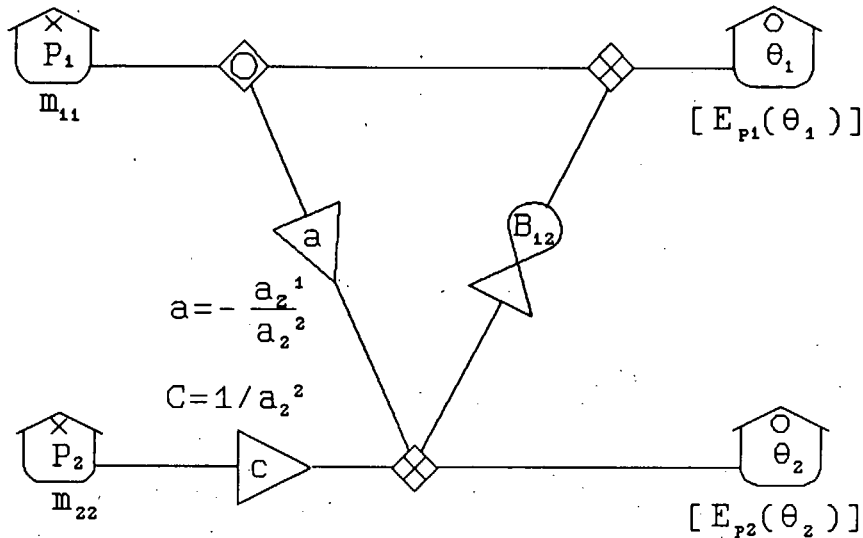 P₁ θ₁
m₁₁ [E_p1(θ₁)]
a B₁₂
a=- a₂¹
a₂²
C=1/a₂²
P₂ C θ₂
m₂₂ [E_p2(θ₂)]